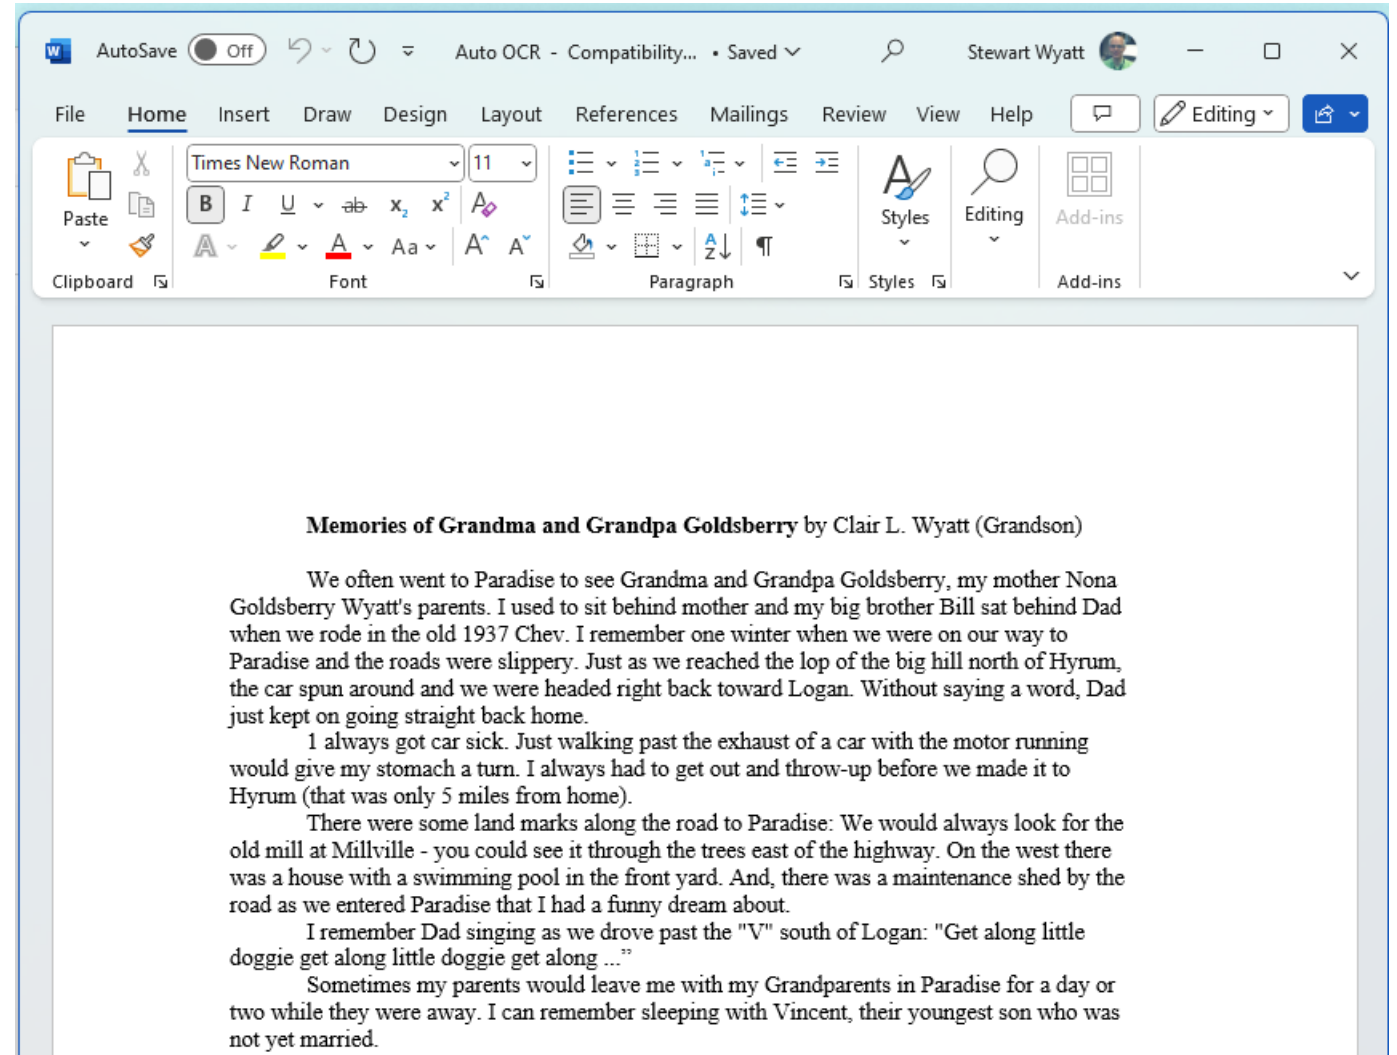 AutoSave Off Auto OCR - Compatibility... • Saved Stewart Wyatt
File Home Insert Draw Design Layout References Mailings Review View Help Editing
Times New Roman 11
Paste B I U ab x₂ x² A Styles Editing Add-ins
A A Aa A A A Z
Clipboard Font Paragraph Styles Add-ins
Memories of Grandma and Grandpa Goldsberry by Clair L. Wyatt (Grandson)
We often went to Paradise to see Grandma and Grandpa Goldsberry, my mother Nona
Goldsberry Wyatt's parents. I used to sit behind mother and my big brother Bill sat behind Dad
when we rode in the old 1937 Chev. I remember one winter when we were on our way to
Paradise and the roads were slippery. Just as we reached the lop of the big hill north of Hyrum,
the car spun around and we were headed right back toward Logan. Without saying a word, Dad
just kept on going straight back home.
1 always got car sick. Just walking past the exhaust of a car with the motor running
would give my stomach a turn. I always had to get out and throw-up before we made it to
Hyrum (that was only 5 miles from home).
There were some land marks along the road to Paradise: We would always look for the
old mill at Millville - you could see it through the trees east of the highway. On the west there
was a house with a swimming pool in the front yard. And, there was a maintenance shed by the
road as we entered Paradise that I had a funny dream about.
I remember Dad singing as we drove past the "V" south of Logan: "Get along little
doggie get along little doggie get along ...”
Sometimes my parents would leave me with my Grandparents in Paradise for a day or
two while they were away. I can remember sleeping with Vincent, their youngest son who was
not yet married.